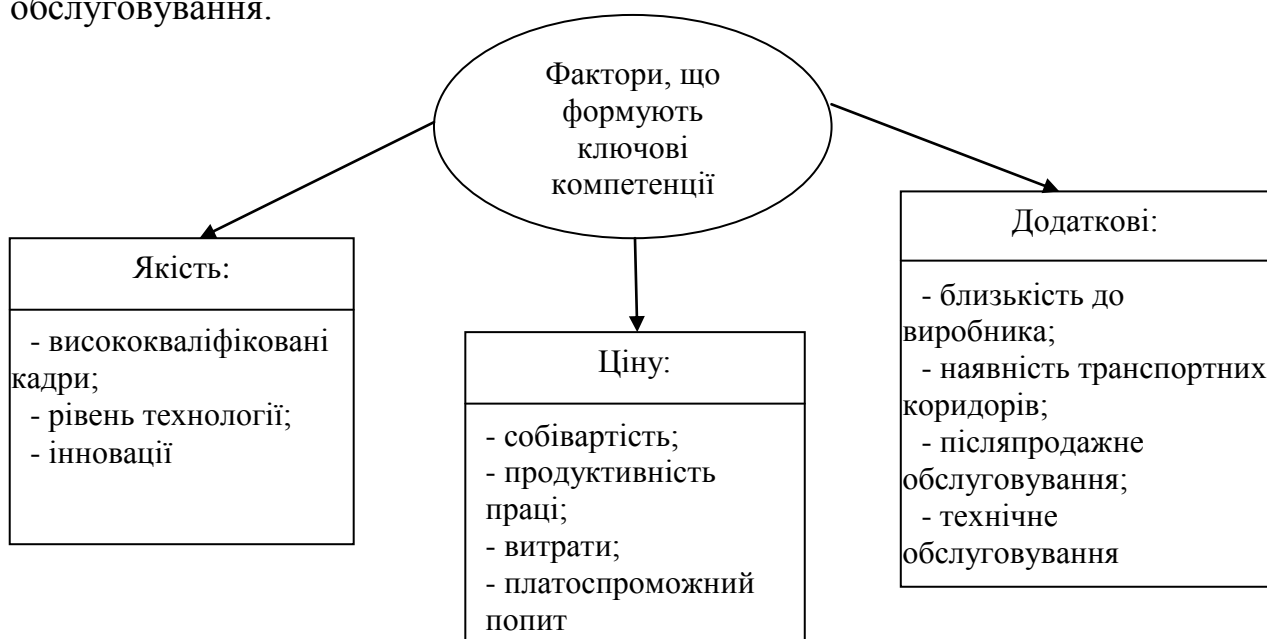 обслуговування.
Фактори, що
формують
ключові
компетенції
Якість:
- висококваліфіковані
кадри;
- рівень технології;
- інновації
Ціну:
- собівартість;
- продуктивність
праці;
- витрати;
- платоспроможний
попит
Додаткові:
- близькість до
виробника;
- наявність транспортних
коридорів;
- післяпродажне
обслуговування;
- технічне
обслуговування